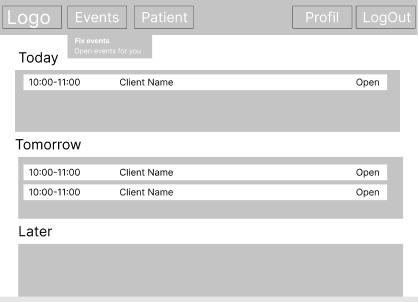 Logo Events Patient Profil LogOut
Fix events
Open events for you
Today
10:00-11:00 Client Name Open
Tomorrow
10:00-11:00 Client Name Open
10:00-11:00 Client Name Open
Later